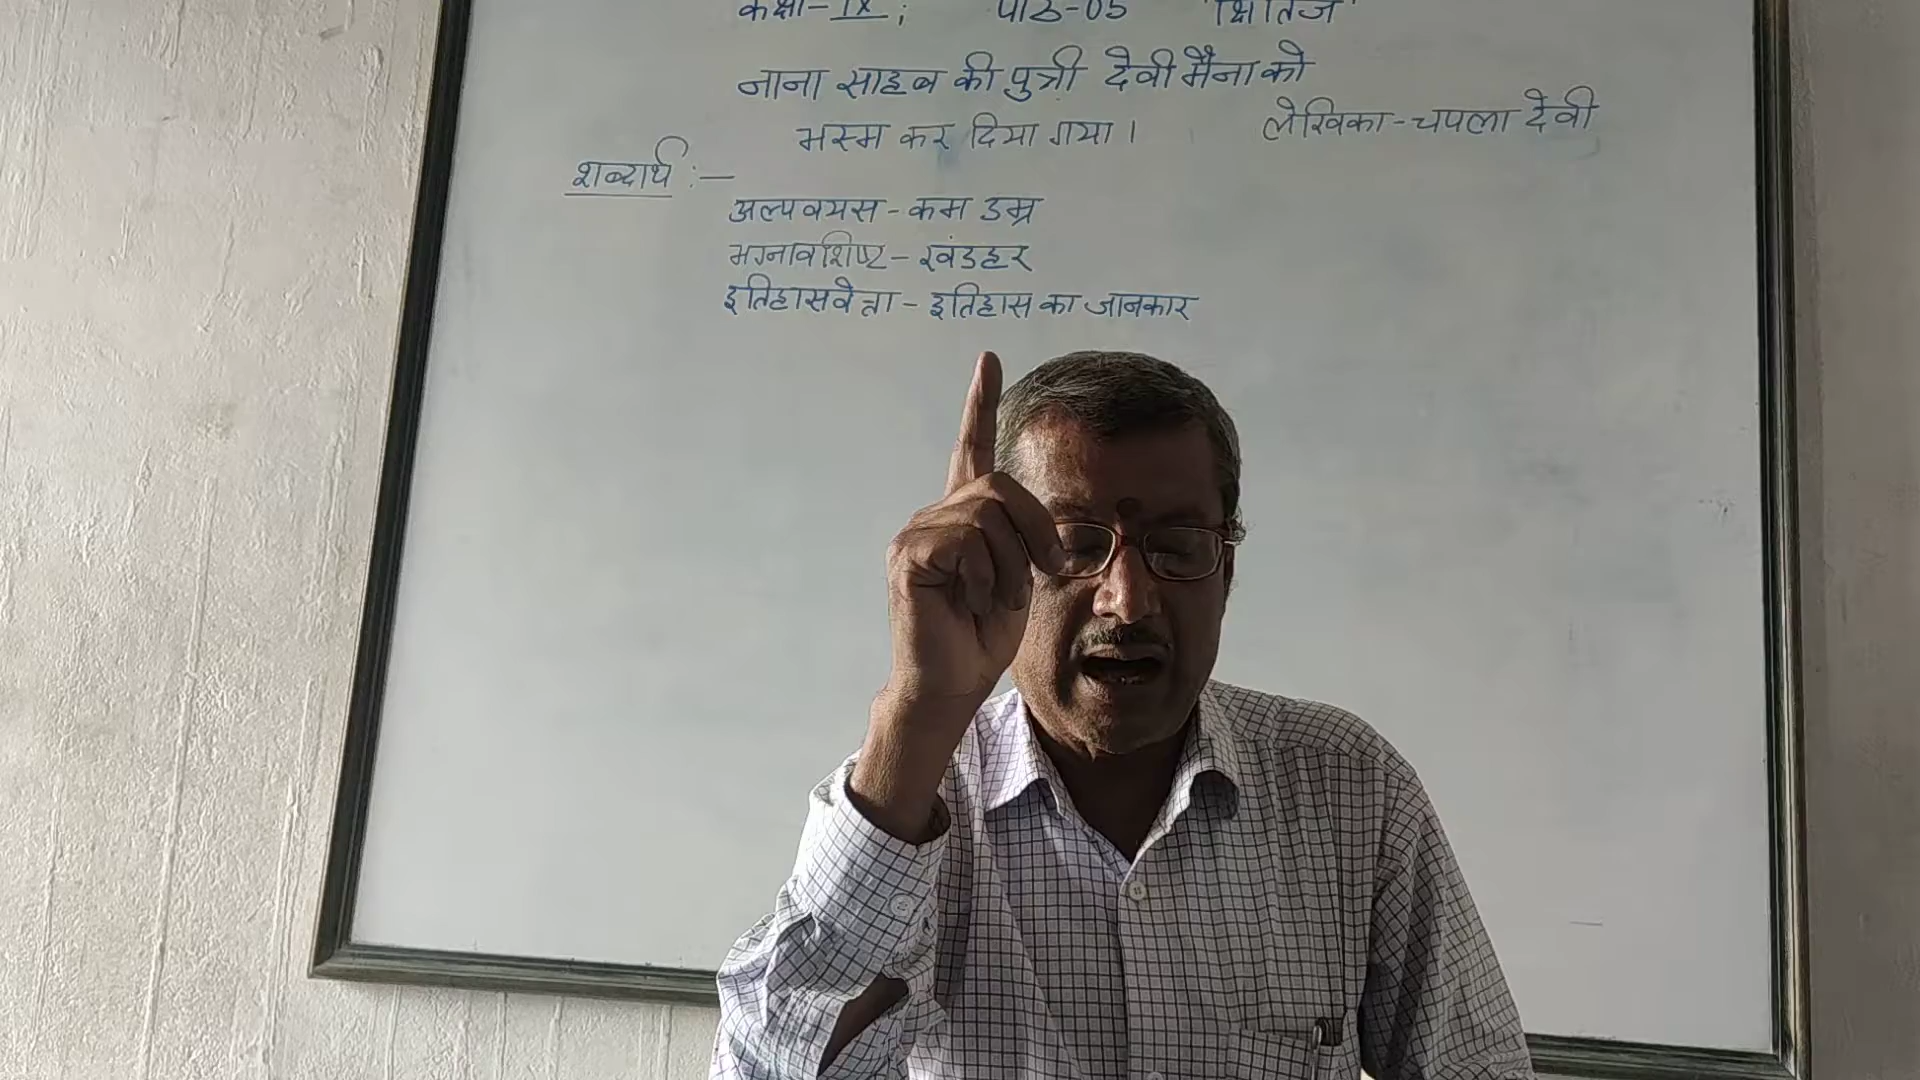 कक्षा-IX; पाठ-05 'क्षितिज'
नाना साहब की पुत्री देवी मैना को
भस्म कर दिया गया।
लेखिका-चपला देवी
शब्दार्थ:-
अल्पवयस-कम उम्र
भग्नावशिष्ट-खंडहर
इतिहासवेत्ता-इतिहास का जानकार